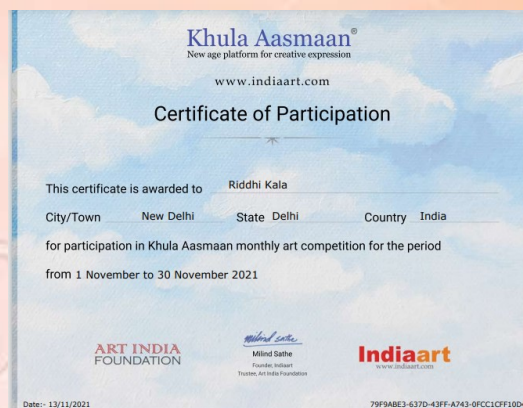 Khula Aasmaan®
New age platform for creative expression
www.indiaart.com
Certificate of Participation
This certificate is awarded to Riddhi Kala
City/Town New Delhi State Delhi Country India
for participation in Khula Aasmaan monthly art competition for the period
from 1 November to 30 November 2021
ART INDIA
FOUNDATION
Milind Sathe
Milind Sathe
Founder, Indiaart
Trustee, Art India Foundation
Indiaart
www.indiaart.com
Date:- 13/11/2021 79F9ABE3-637D-43FF-A743-0FCC1CFF10D4